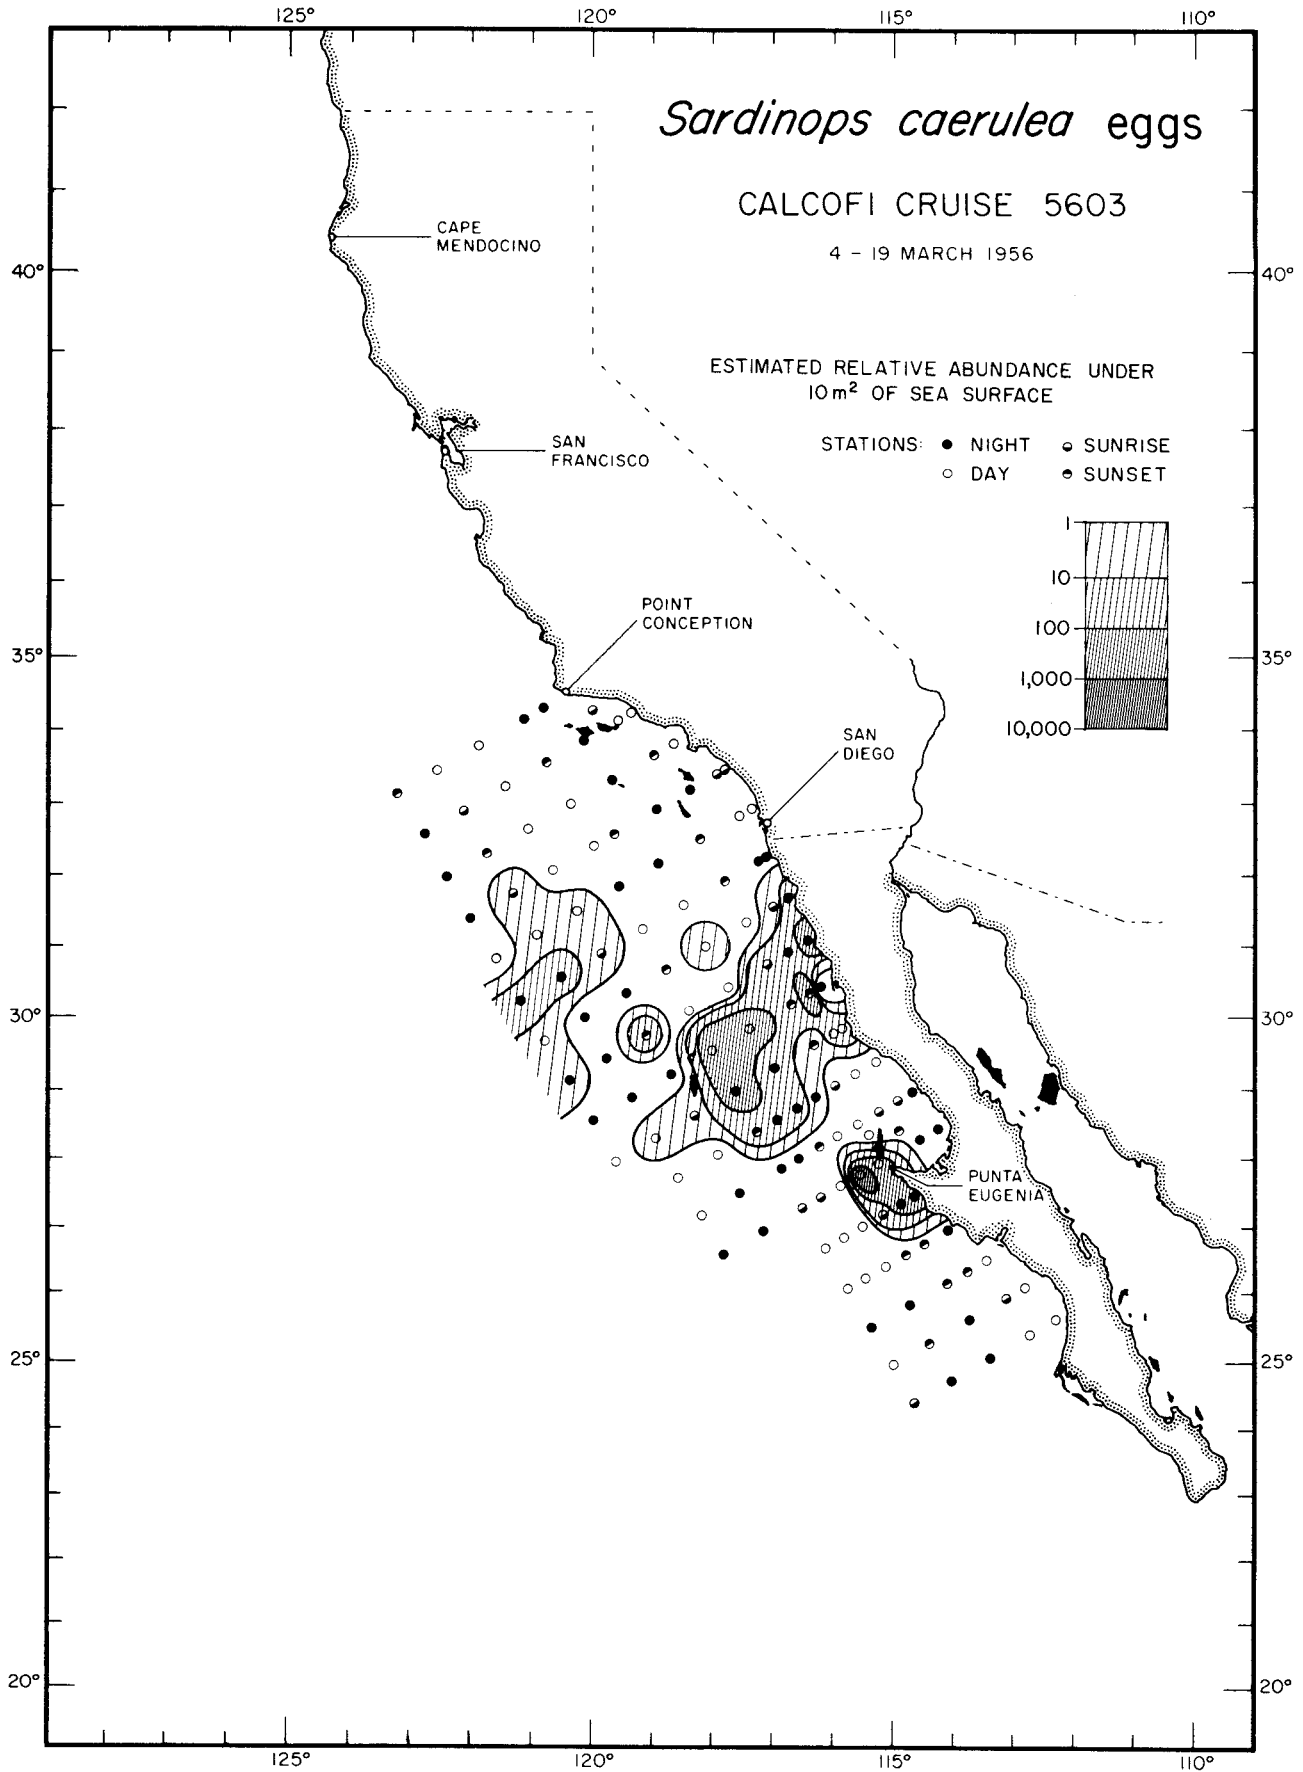 125° 120° 115° 110°
Sardinops caerulea eggs
CALCOFI CRUISE 5603
4 – 19 MARCH 1956
CAPE
MENDOCINO
40° 40°
ESTIMATED RELATIVE ABUNDANCE UNDER
10 m² OF SEA SURFACE
STATIONS: NIGHT SUNRISE
DAY SUNSET
SAN
FRANCISCO
1
10
100
1,000
10,000
POINT
CONCEPTION
35° 35°
SAN
DIEGO
30° 30°
PUNTA
EUGENIA
25° 25°
20° 20°
125° 120° 115° 110°